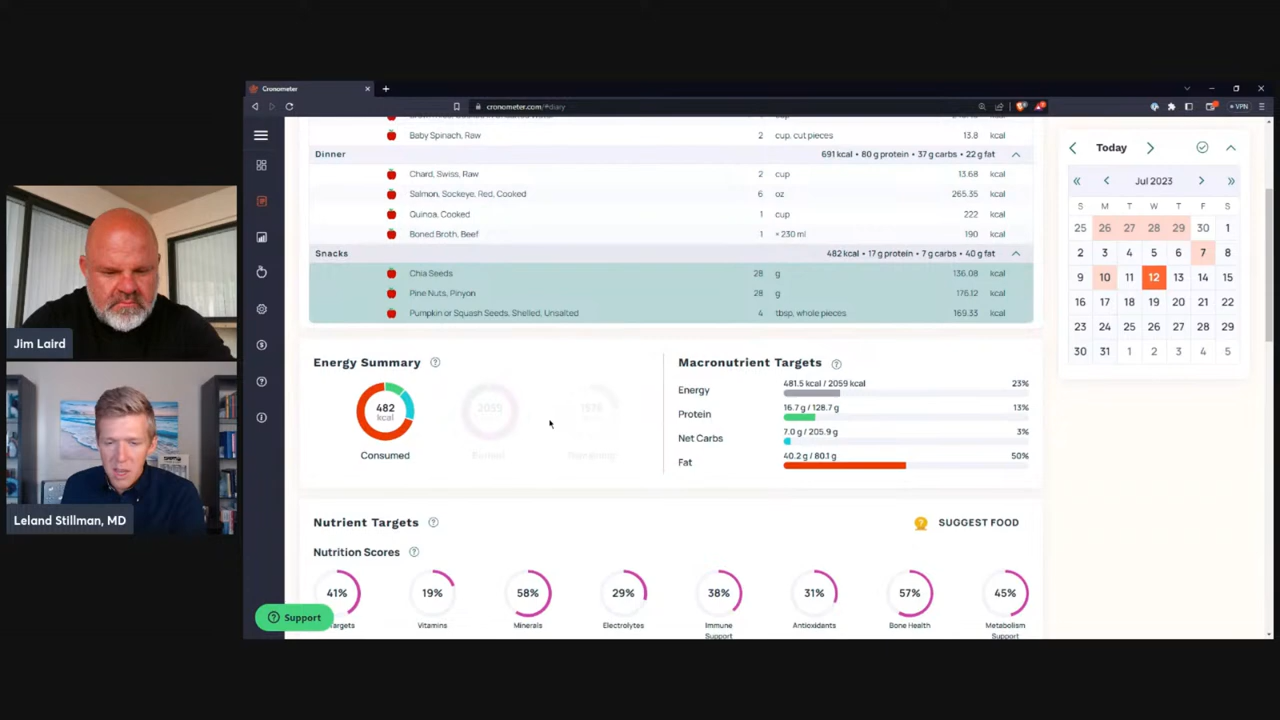 Cronometer
cronometer.com/#diary
VPN
Baby Spinach, Raw 2 cup, cut pieces 13.8 kcal
Dinner 691 kcal • 80 g protein • 37 g carbs • 22 g fat
Chard, Swiss, Raw 2 cup 13.68 kcal
Salmon, Sockeye, Red, Cooked 6 oz 265.35 kcal
Quinoa, Cooked 1 cup 222 kcal
Boned Broth, Beef 1 × 230 ml 190 kcal
Snacks 482 kcal • 17 g protein • 7 g carbs • 40 g fat
Chia Seeds 28 g 136.08 kcal
Pine Nuts, Pinyon 28 g 176.12 kcal
Pumpkin or Squash Seeds, Shelled, Unsalted 4 tbsp, whole pieces 169.33 kcal
Energy Summary
482
kcal
2059
Consumed
Burned
Remaining
Macronutrient Targets
Energy 481.5 kcal / 2059 kcal 23%
Protein 16.7 g / 128.7 g 13%
Net Carbs 7.0 g / 205.9 g 3%
Fat 40.2 g / 80.1 g 50%
Nutrient Targets
SUGGEST FOOD
Nutrition Scores
41% 19% 58% 29% 38% 31% 57% 45%
Vitamins Minerals Electrolytes Immune Support Antioxidants Bone Health Metabolism Support
Support
Today
Jul 2023
S M T W T F S
25 26 27 28 29 30 1
2 3 4 5 6 7 8
9 10 11 12 13 14 15
16 17 18 19 20 21 22
23 24 25 26 27 28 29
30 31 1 2 3 4 5
Jim Laird
Leland Stillman, MD